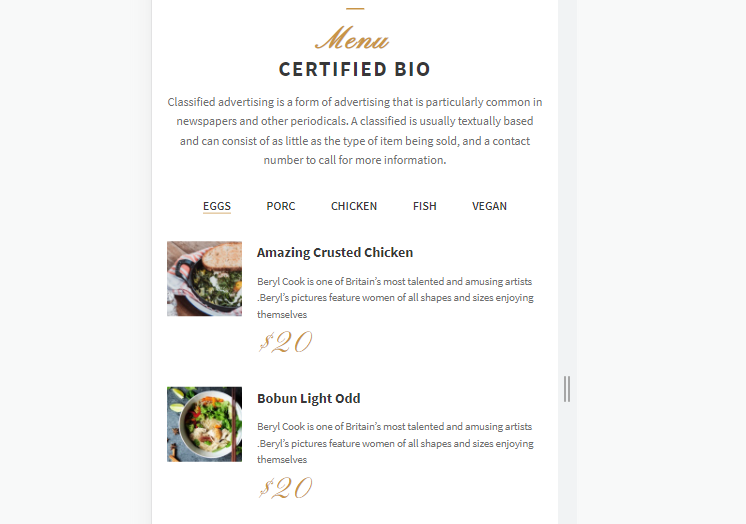 Menu
CERTIFIED BIO
Classified advertising is a form of advertising that is particularly common in
newspapers and other periodicals. A classified is usually textually based
and can consist of as little as the type of item being sold, and a contact
number to call for more information.
EGGS PORC CHICKEN FISH VEGAN
Amazing Crusted Chicken
Beryl Cook is one of Britain’s most talented and amusing artists
.Beryl’s pictures feature women of all shapes and sizes enjoying
themselves
$20
Bobun Light Odd
Beryl Cook is one of Britain’s most talented and amusing artists
.Beryl’s pictures feature women of all shapes and sizes enjoying
themselves
$20